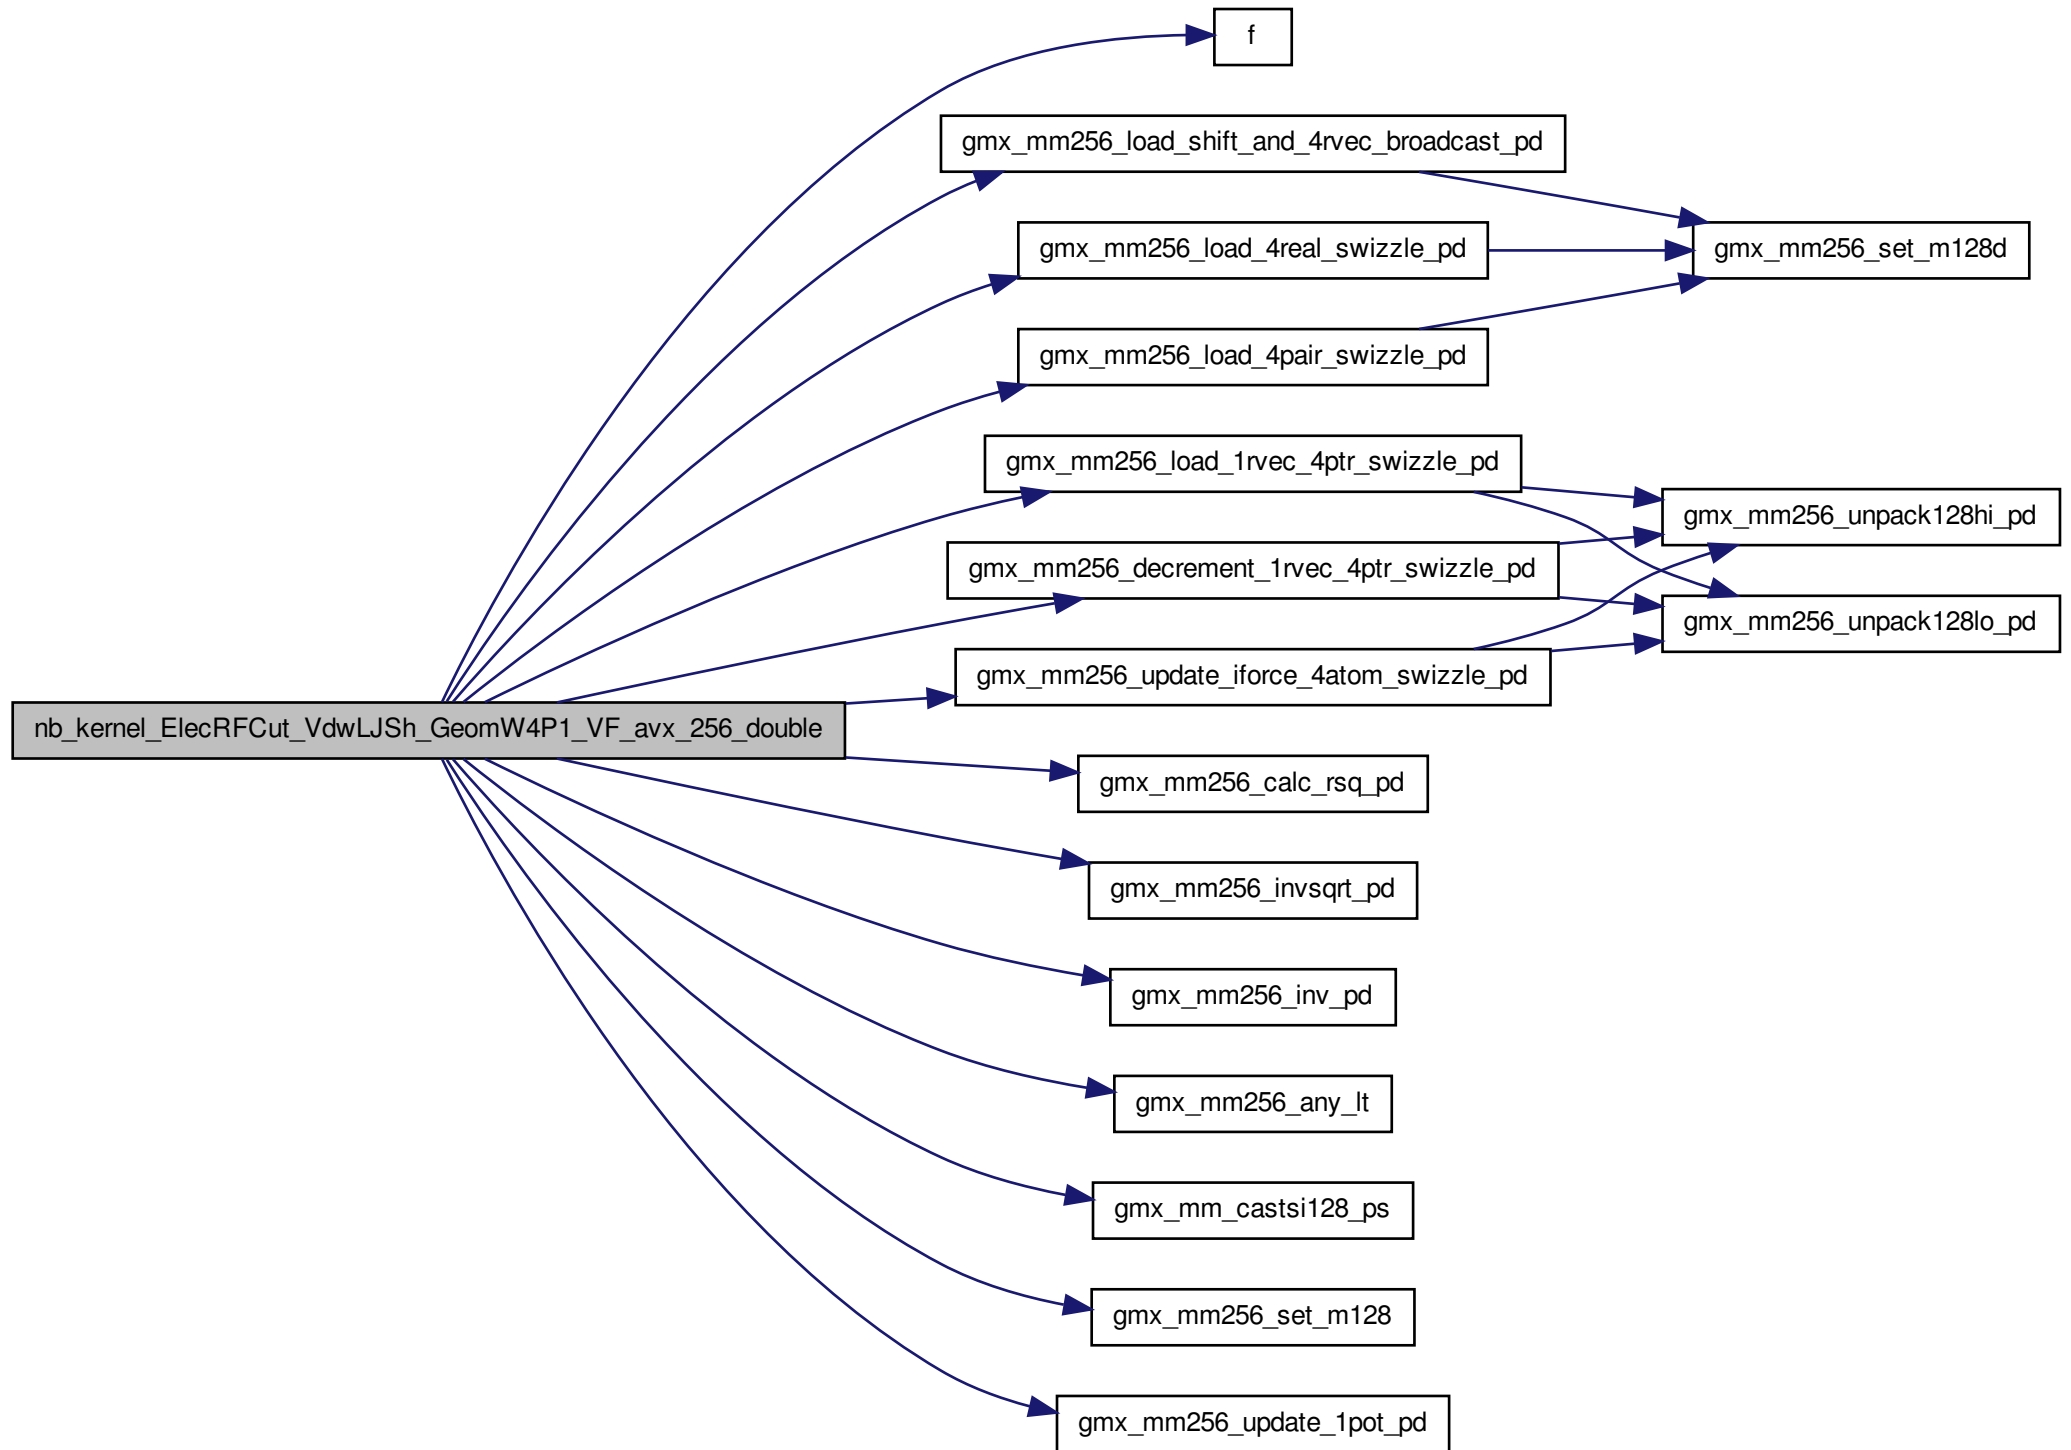 f
gmx_mm256_load_shift_and_4rvec_broadcast_pd
gmx_mm256_load_4real_swizzle_pd
gmx_mm256_set_m128d
gmx_mm256_load_4pair_swizzle_pd
gmx_mm256_load_1rvec_4ptr_swizzle_pd
gmx_mm256_unpack128hi_pd
gmx_mm256_decrement_1rvec_4ptr_swizzle_pd
gmx_mm256_unpack128lo_pd
gmx_mm256_update_iforce_4atom_swizzle_pd
nb_kernel_ElecRFCut_VdwLJSh_GeomW4P1_VF_avx_256_double
gmx_mm256_calc_rsq_pd
gmx_mm256_invsqrt_pd
gmx_mm256_inv_pd
gmx_mm256_any_lt
gmx_mm_castsi128_ps
gmx_mm256_set_m128
gmx_mm256_update_1pot_pd